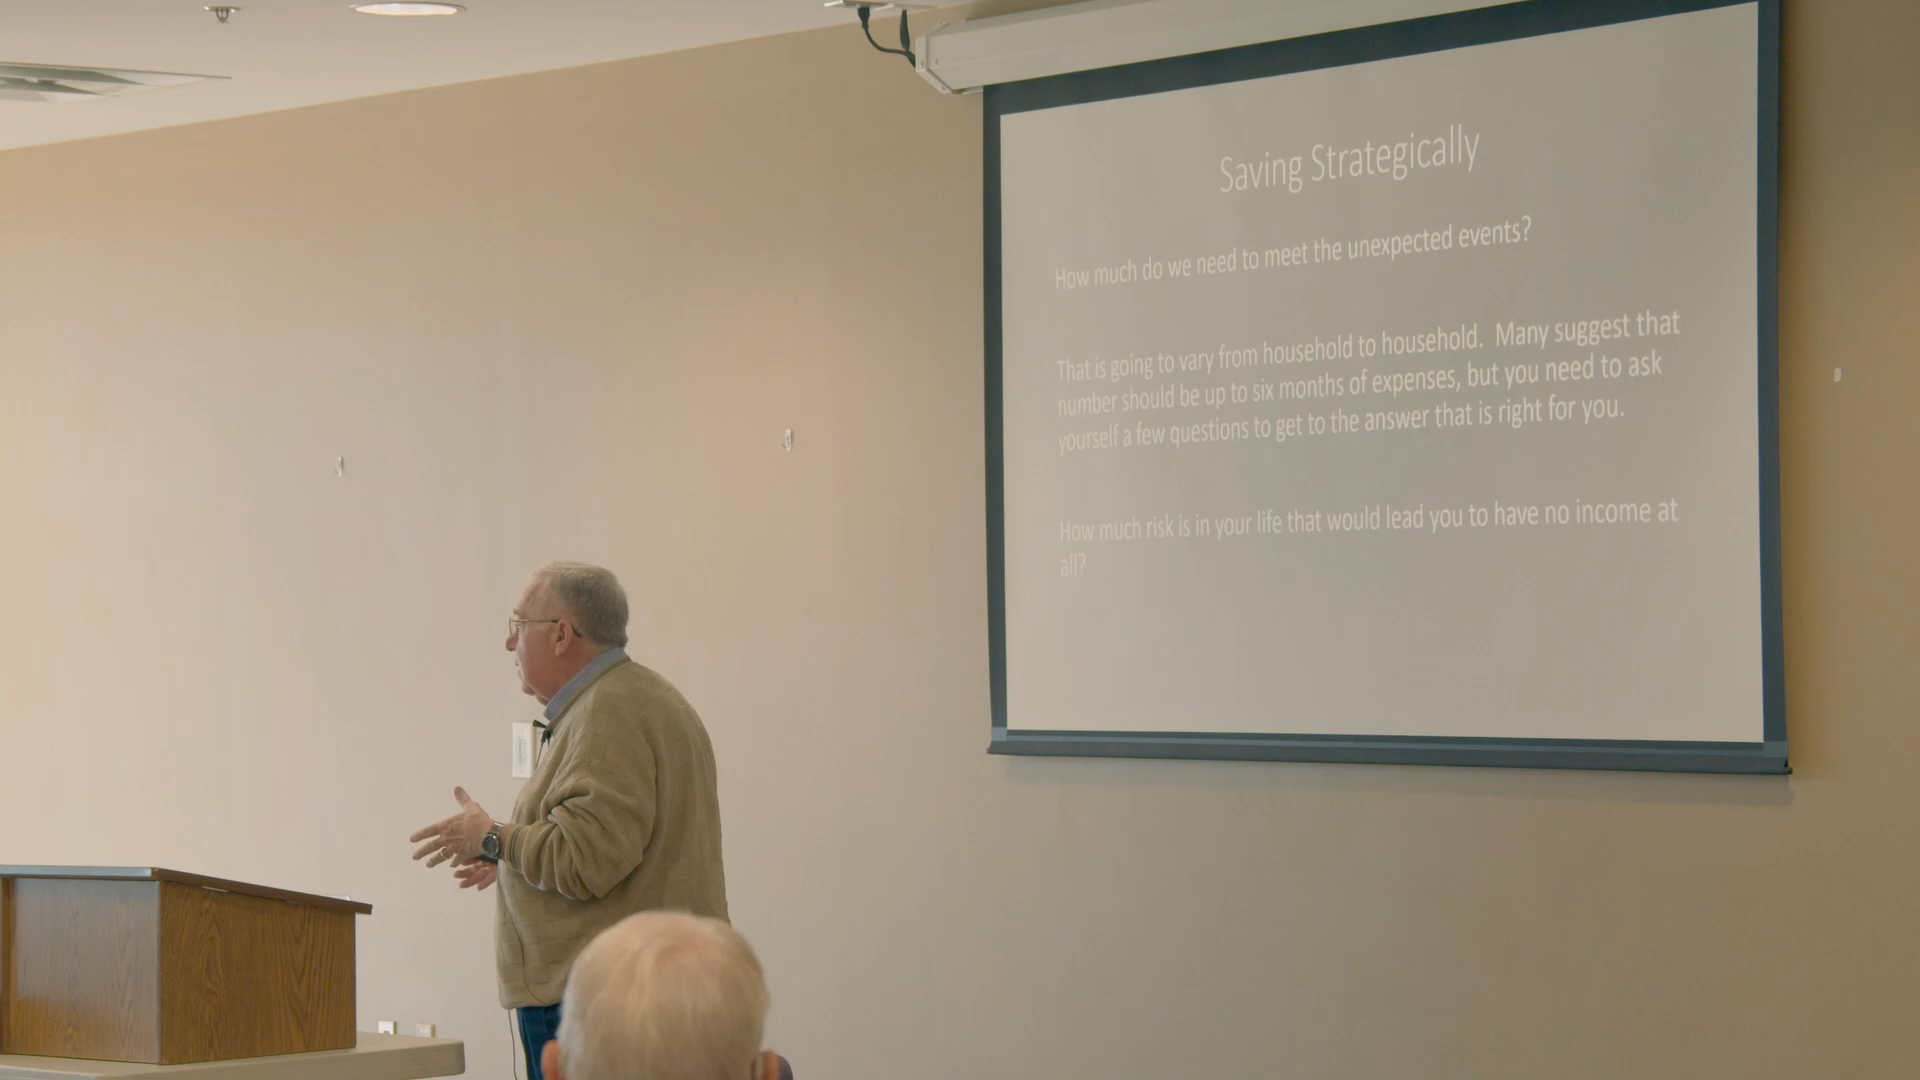 Saving Strategically
How much do we need to meet the unexpected events?
That is going to vary from household to household. Many suggest that
number should be up to six months of expenses, but you need to ask
yourself a few questions to get to the answer that is right for you.
How much risk is in your life that would lead you to have no income at
all?